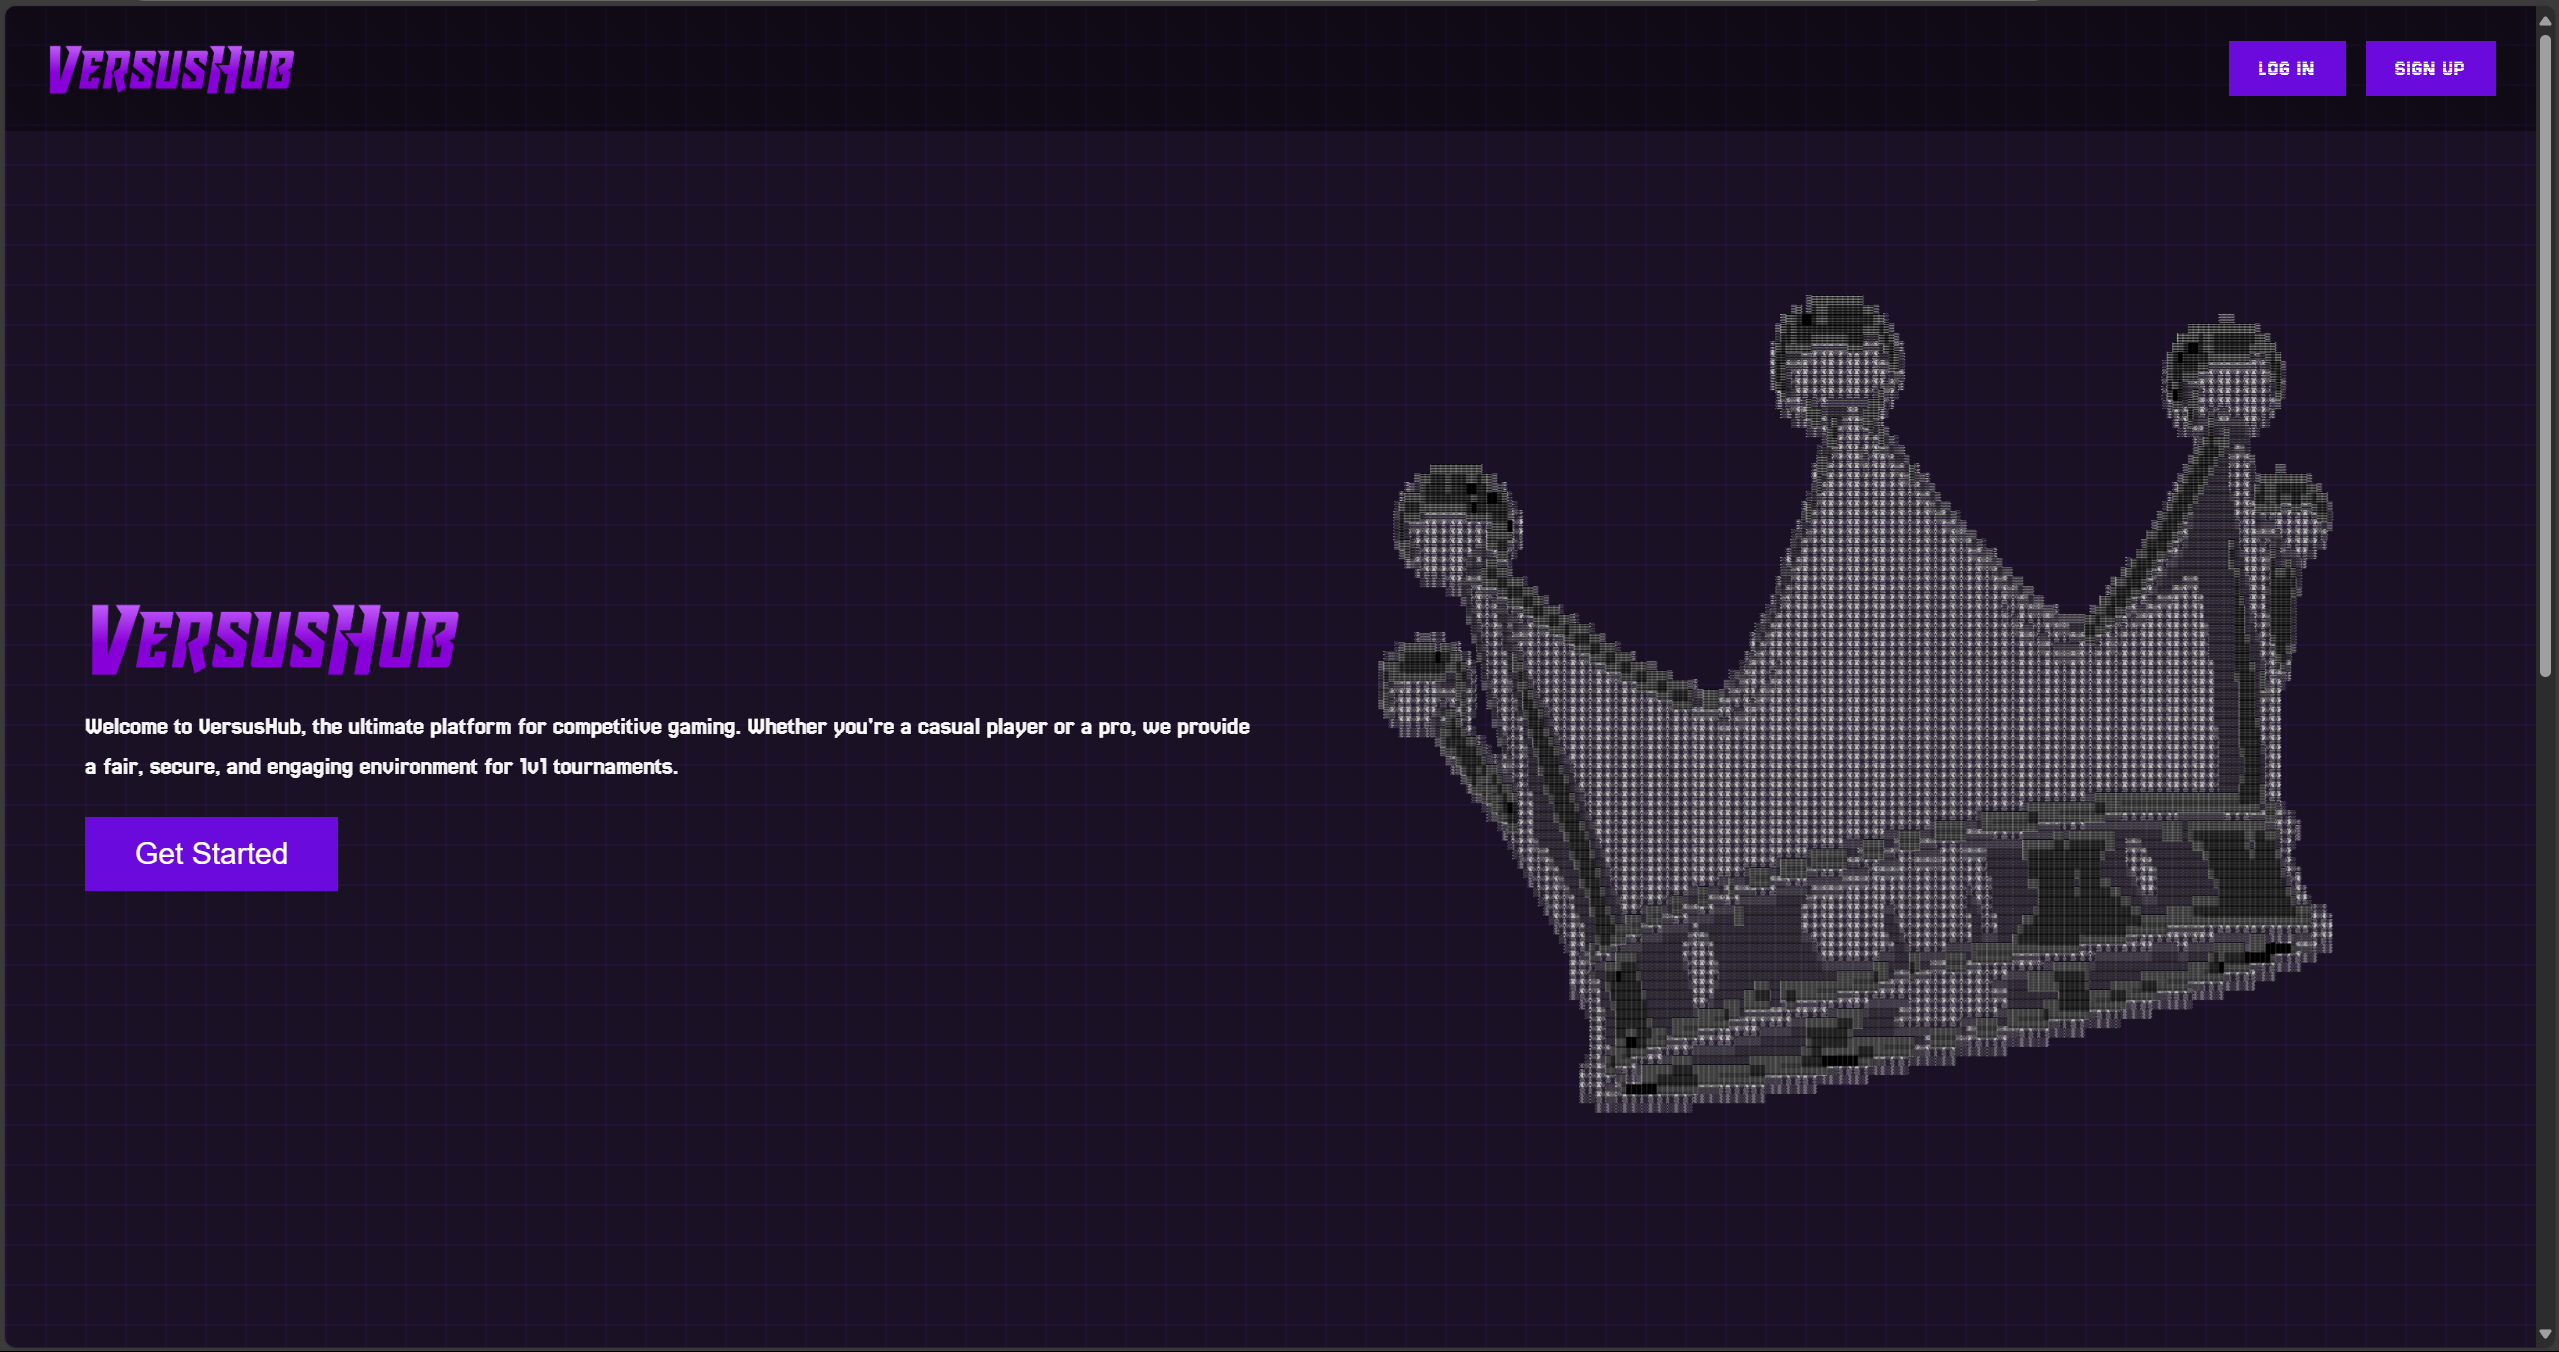 VERSUSHUB
LOG IN
SIGN UP
VERSUSHUB
Welcome to VersusHub, the ultimate platform for competitive gaming. Whether you're a casual player or a pro, we provide
a fair, secure, and engaging environment for 1v1 tournaments.
Get Started